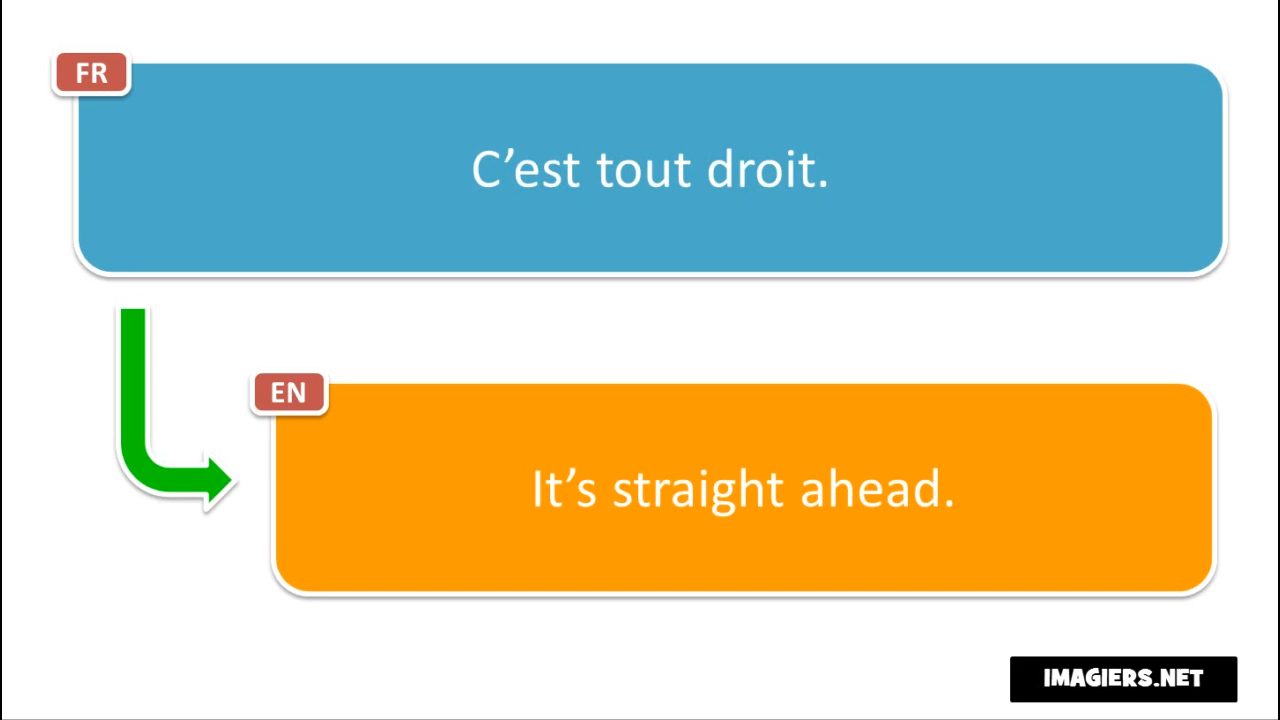 FR
C’est tout droit.
EN
It’s straight ahead.
IMAGIERS.NET